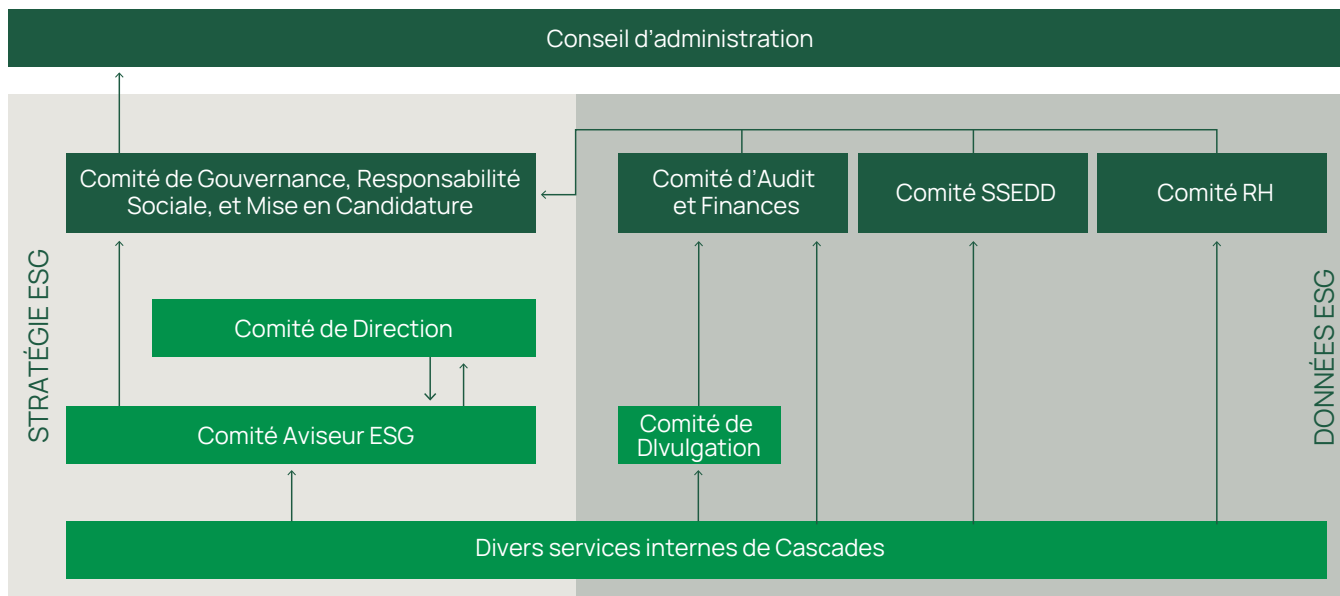 Conseil d’administration
Comité de Gouvernance, Responsabilité
Sociale, et Mise en Candidature
Comité d’Audit
et Finances
Comité SSEDD
Comité RH
STRATÉGIE ESG
DONNÉES ESG
Comité de Direction
Comité Aviseur ESG
Comité de
DIvulgation
Divers services internes de Cascades